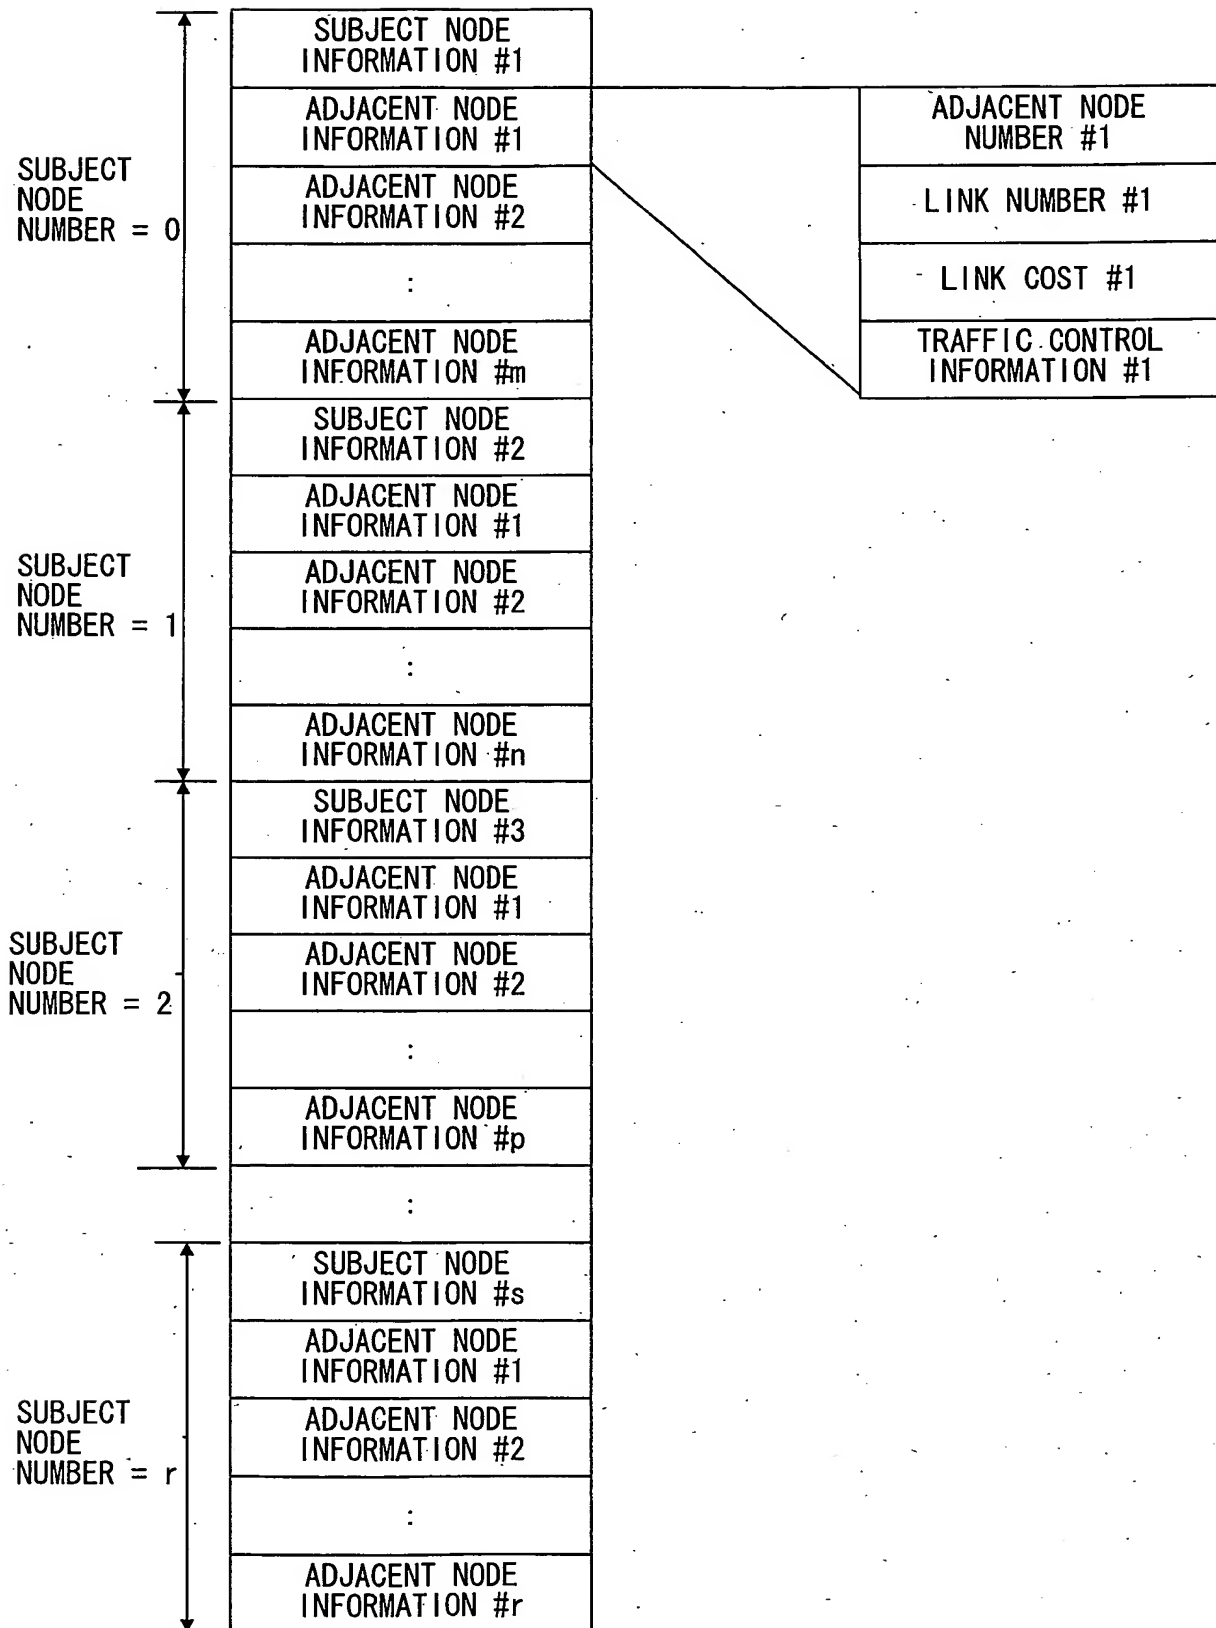 SUBJECT NODE
INFORMATION #1
ADJACENT NODE
INFORMATION #1
ADJACENT NODE
INFORMATION #2
:
ADJACENT NODE
INFORMATION #m
SUBJECT
NODE
NUMBER = 0
ADJACENT NODE
NUMBER #1
LINK NUMBER #1
LINK COST #1
TRAFFIC CONTROL
INFORMATION #1
SUBJECT NODE
INFORMATION #2
ADJACENT NODE
INFORMATION #1
ADJACENT NODE
INFORMATION #2
:
ADJACENT NODE
INFORMATION #n
SUBJECT
NODE
NUMBER = 1
SUBJECT NODE
INFORMATION #3
ADJACENT NODE
INFORMATION #1
ADJACENT NODE
INFORMATION #2
:
ADJACENT NODE
INFORMATION #p
SUBJECT
NODE
NUMBER = 2
:
SUBJECT NODE
INFORMATION #s
ADJACENT NODE
INFORMATION #1
ADJACENT NODE
INFORMATION #2
:
ADJACENT NODE
INFORMATION #r
SUBJECT
NODE
NUMBER = r